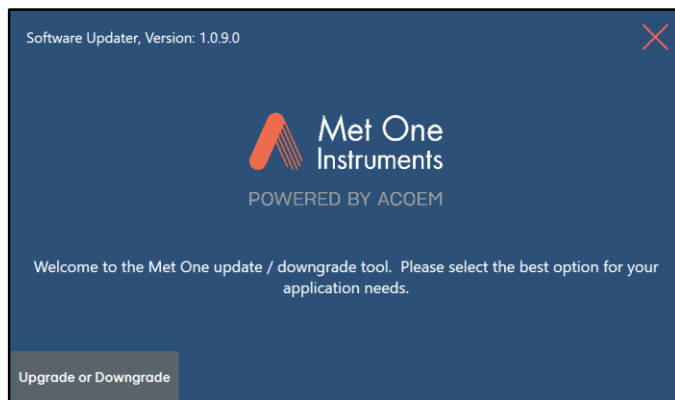 Software Updater, Version: 1.0.9.0
Met One
Instruments
POWERED BY ACOEM
Welcome to the Met One update / downgrade tool.  Please select the best option for your
application needs.
Upgrade or Downgrade